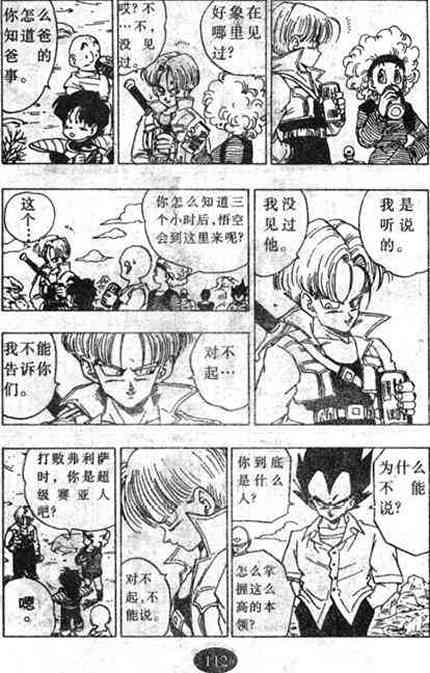 好象在
哪里见
过?
哎?不
…不,
没见
过。
你怎么
知道爸
爸的
事。
我是
听说
的。
我没
见过
他。
你怎么知道三
个小时后,悟空
会到这里来呢?
这
个…
对不
起…
我不能
告诉你
们。
为什么
不能
说?
你到底
是什么
人?
怎么掌
握这么
高的本
领?
对不
起,不
能说。
打败弗利萨
时,你是超
级赛亚人
吧?
嗯。
112